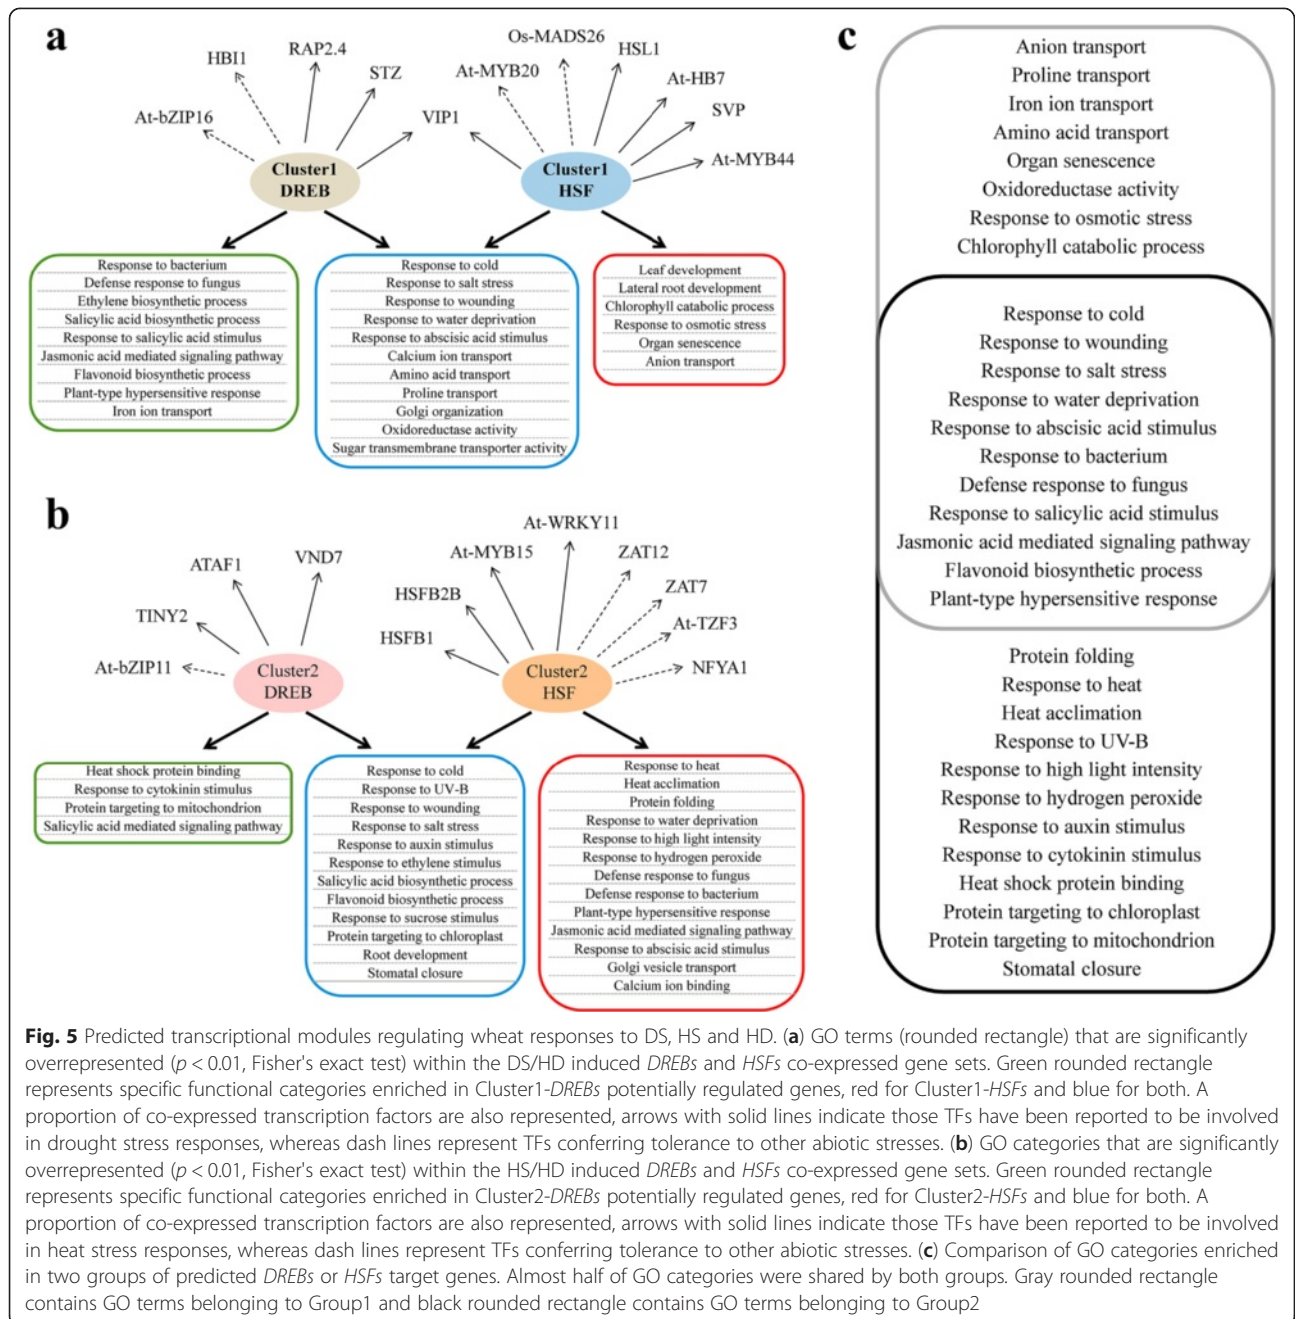 a
HBI1
RAP2.4
STZ
At-bZIP16
VIP1
Cluster1
DREB
Os-MADS26
HSL1
At-MYB20
At-HB7
SVP
At-MYB44
Cluster1
HSF
Response to bacterium
Defense response to fungus
Ethylene biosynthetic process
Salicylic acid biosynthetic process
Response to salicylic acid stimulus
Jasmonic acid mediated signaling pathway
Flavonoid biosynthetic process
Plant-type hypersensitive response
Iron ion transport
Response to cold
Response to salt stress
Response to wounding
Response to water deprivation
Response to abscisic acid stimulus
Calcium ion transport
Amino acid transport
Proline transport
Golgi organization
Oxidoreductase activity
Sugar transmembrane transporter activity
Leaf development
Lateral root development
Chlorophyll catabolic process
Response to osmotic stress
Organ senescence
Anion transport
b
ATAF1
VND7
TINY2
At-bZIP11
Cluster2
DREB
At-WRKY11
At-MYB15
ZAT12
HSFB2B
ZAT7
HSFB1
At-TZF3
NFYA1
Cluster2
HSF
Heat shock protein binding
Response to cytokinin stimulus
Protein targeting to mitochondrion
Salicylic acid mediated signaling pathway
Response to cold
Response to UV-B
Response to wounding
Response to salt stress
Response to auxin stimulus
Response to ethylene stimulus
Salicylic acid biosynthetic process
Flavonoid biosynthetic process
Response to sucrose stimulus
Protein targeting to chloroplast
Root development
Stomatal closure
Response to heat
Heat acclimation
Protein folding
Response to water deprivation
Response to high light intensity
Response to hydrogen peroxide
Defense response to fungus
Defense response to bacterium
Plant-type hypersensitive response
Jasmonic acid mediated signaling pathway
Response to abscisic acid stimulus
Golgi vesicle transport
Calcium ion binding
c
Anion transport
Proline transport
Iron ion transport
Amino acid transport
Organ senescence
Oxidoreductase activity
Response to osmotic stress
Chlorophyll catabolic process
Response to cold
Response to wounding
Response to salt stress
Response to water deprivation
Response to abscisic acid stimulus
Response to bacterium
Defense response to fungus
Response to salicylic acid stimulus
Jasmonic acid mediated signaling pathway
Flavonoid biosynthetic process
Plant-type hypersensitive response
Protein folding
Response to heat
Heat acclimation
Response to UV-B
Response to high light intensity
Response to hydrogen peroxide
Response to auxin stimulus
Response to cytokinin stimulus
Heat shock protein binding
Protein targeting to chloroplast
Protein targeting to mitochondrion
Stomatal closure
Fig. 5 Predicted transcriptional modules regulating wheat responses to DS, HS and HD. (a) GO terms (rounded rectangle) that are significantly
overrepresented (p < 0.01, Fisher's exact test) within the DS/HD induced DREBs and HSFs co-expressed gene sets. Green rounded rectangle
represents specific functional categories enriched in Cluster1-DREBs potentially regulated genes, red for Cluster1-HSFs and blue for both. A
proportion of co-expressed transcription factors are also represented, arrows with solid lines indicate those TFs have been reported to be involved
in drought stress responses, whereas dash lines represent TFs conferring tolerance to other abiotic stresses. (b) GO categories that are significantly
overrepresented (p < 0.01, Fisher's exact test) within the HS/HD induced DREBs and HSFs co-expressed gene sets. Green rounded rectangle
represents specific functional categories enriched in Cluster2-DREBs potentially regulated genes, red for Cluster2-HSFs and blue for both. A
proportion of co-expressed transcription factors are also represented, arrows with solid lines indicate those TFs have been reported to be involved
in heat stress responses, whereas dash lines represent TFs conferring tolerance to other abiotic stresses. (c) Comparison of GO categories enriched
in two groups of predicted DREBs or HSFs target genes. Almost half of GO categories were shared by both groups. Gray rounded rectangle
contains GO terms belonging to Group1 and black rounded rectangle contains GO terms belonging to Group2